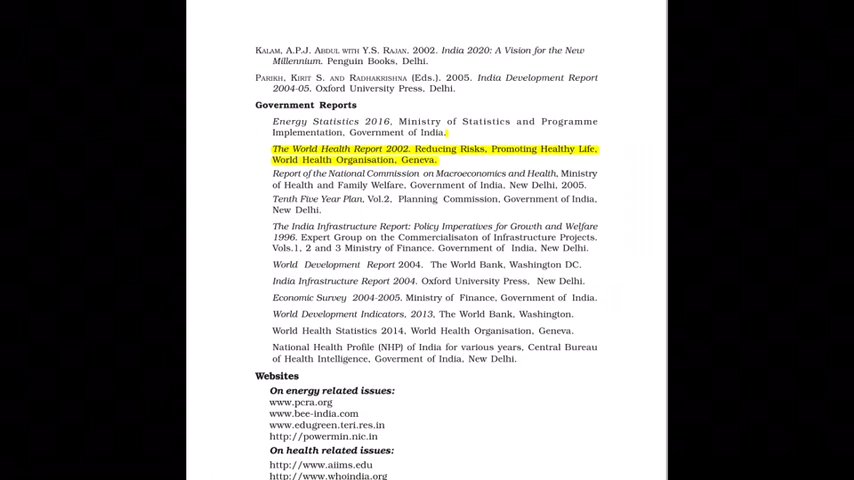 KALAM, A.P.J. ABDUL WITH Y.S. RAJAN, 2002. India 2020: A Vision for the New
Millennium. Penguin Books, Delhi.
PARIKH, KIRIT S. AND RADHAKRISHNA (Eds.). 2005. India Development Report
2004-05. Oxford University Press, Delhi.
Government Reports
Energy Statistics 2016, Ministry of Statistics and Programme
Implementation, Government of India.
The World Health Report 2002. Reducing Risks, Promoting Healthy Life,
World Health Organisation, Geneva.
Report of the National Commission on Macroeconomics and Health, Ministry
of Health and Family Welfare, Government of India, New Delhi, 2005.
Tenth Five Year Plan, Vol.2, Planning Commission, Government of India,
New Delhi.
The India Infrastructure Report: Policy Imperatives for Growth and Welfare
1996. Expert Group on the Commercialisaton of Infrastructure Projects.
Vols.1, 2 and 3 Ministry of Finance. Government of India, New Delhi.
World Development Report 2004. The World Bank, Washington DC.
India Infrastructure Report 2004. Oxford University Press, New Delhi.
Economic Survey 2004-2005. Ministry of Finance, Government of India.
World Development Indicators, 2013, The World Bank, Washington.
World Health Statistics 2014, World Health Organisation, Geneva.
National Health Profile (NHP) of India for various years, Central Bureau
of Health Intelligence, Goverment of India, New Delhi.
Websites
On energy related issues:
www.pcra.org
www.bee-india.com
www.edugreen.teri.res.in
http://powermin.nic.in
On health related issues:
http://www.aiims.edu
http://www.whoindia.org